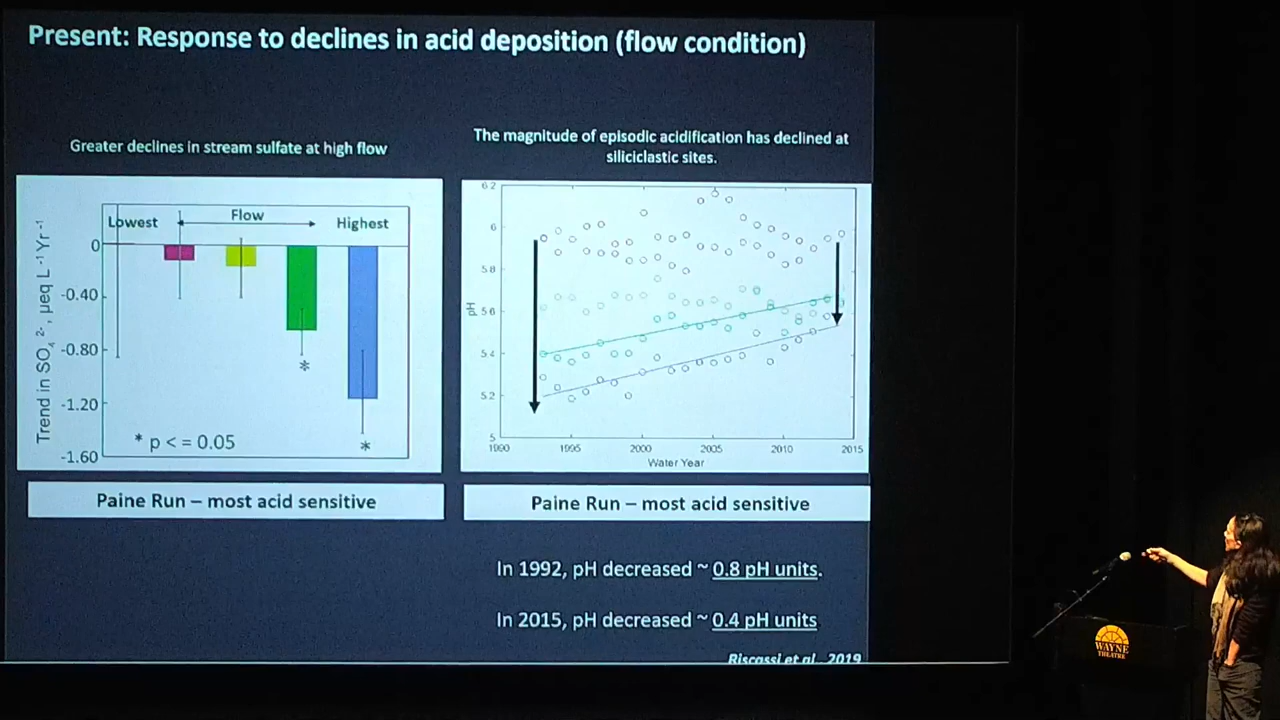 Present: Response to declines in acid deposition (flow condition)
Greater declines in stream sulfate at high flow
Trend in SO₄²⁻, µeq L⁻¹Yr⁻¹
Lowest
Flow
Highest
0
-0.40
-0.80
-1.20
-1.60
*
*
* p <= 0.05
Paine Run – most acid sensitive
The magnitude of episodic acidification has declined at
siliciclastic sites.
pH
6.2
6
5.8
5.6
5.4
5.2
5
1990
1995
2000
2005
2010
2015
Water Year
Paine Run – most acid sensitive
In 1992, pH decreased ~ 0.8 pH units.
In 2015, pH decreased ~ 0.4 pH units
Riscassi et al., 2019
WAYNE
THEATRE